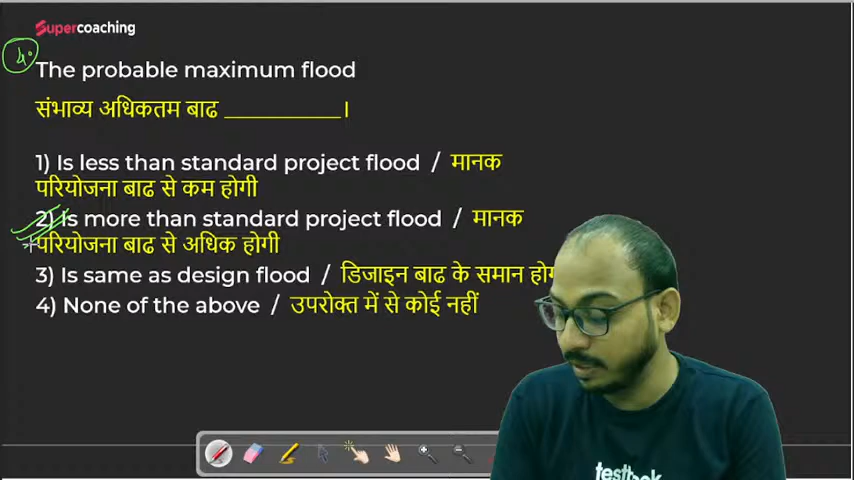 Supercoaching
4.
The probable maximum flood
संभाव्य अधिकतम बाढ ____________।
1) Is less than standard project flood / मानक
परियोजना बाढ से कम होगी
2) Is more than standard project flood / मानक
परियोजना बाढ से अधिक होगी
3) Is same as design flood / डिजाइन बाढ के समान
4) None of the above / उपरोक्त में से कोई नहीं